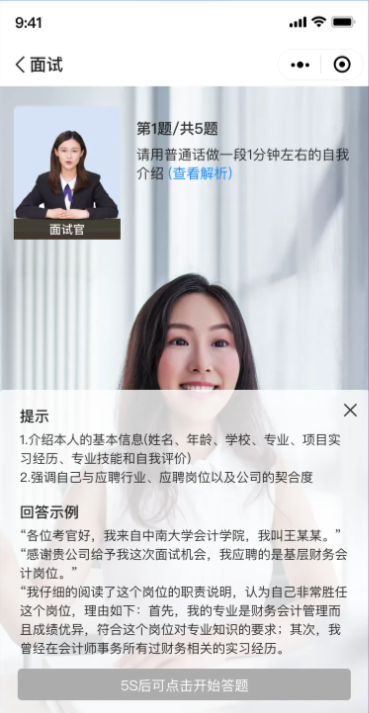 9:41
面试
第1题/共5题
请用普通话做一段1分钟左右的自我
介绍 (查看解析)
面试官
提示
1.介绍本人的基本信息(姓名、年龄、学校、专业、项目实
习经历、专业技能和自我评价)
2.强调自己与应聘行业、应聘岗位以及公司的契合度
回答示例
“各位考官好，我来自中南大学会计学院，我叫王某某。”
“感谢贵公司给予我这次面试机会，我应聘的是基层财务会
计岗位。”
“我仔细的阅读了这个岗位的职责说明，认为自己非常胜任
这个岗位，理由如下：首先，我的专业是财务会计管理而
且成绩优异，符合这个岗位对专业知识的要求；其次，我
曾经在会计师事务所有过财务相关的实习经历。
5S后可点击开始答题